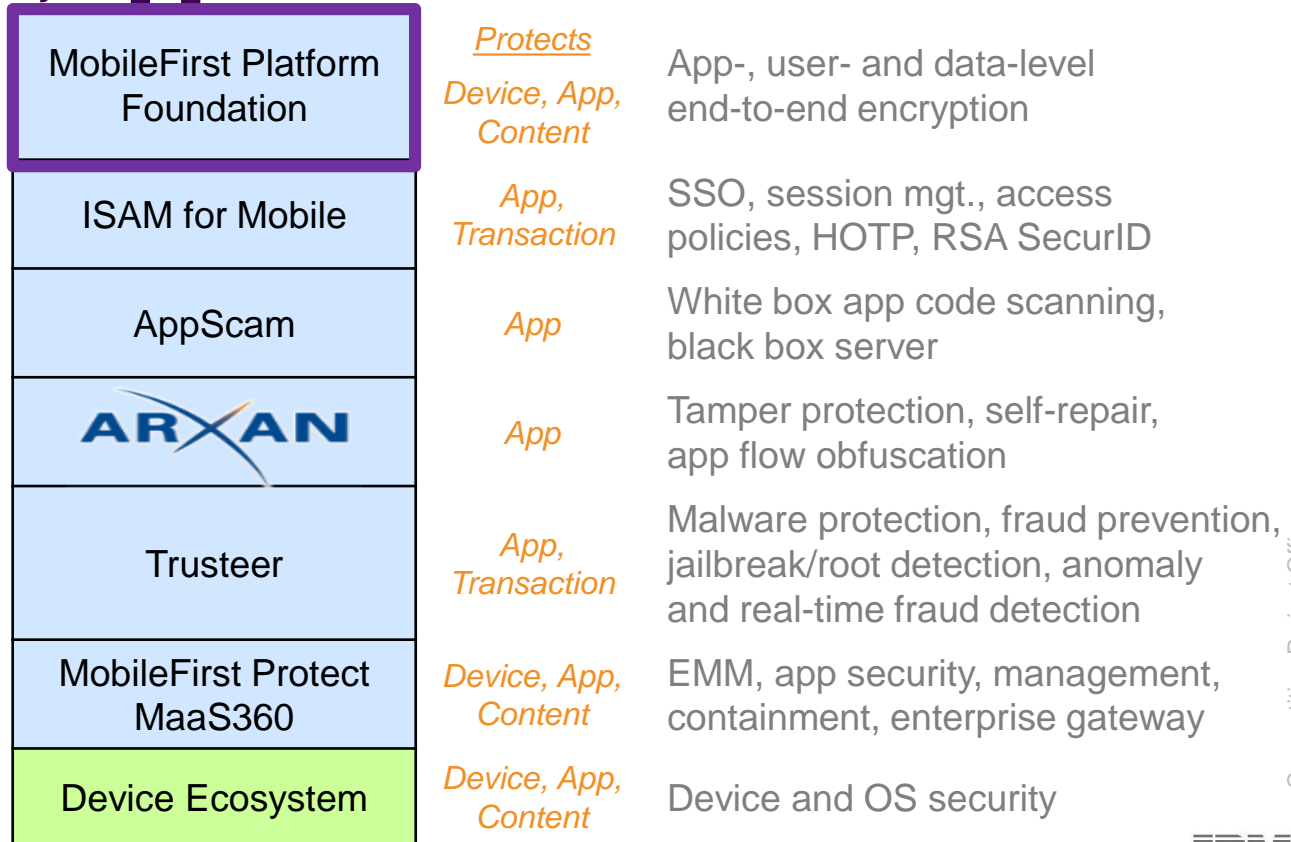 MobileFirst Platform
Foundation
Protects
Device, App,
Content
App-, user- and data-level
end-to-end encryption
ISAM for Mobile
App,
Transaction
SSO, session mgt., access
policies, HOTP, RSA SecurID
AppScam
App
White box app code scanning,
black box server
ARXAN
App
Tamper protection, self-repair,
app flow obfuscation
Trusteer
App,
Transaction
Malware protection, fraud prevention,
jailbreak/root detection, anomaly
and real-time fraud detection
MobileFirst Protect
MaaS360
Device, App,
Content
EMM, app security, management,
containment, enterprise gateway
Device Ecosystem
Device, App,
Content
Device and OS security